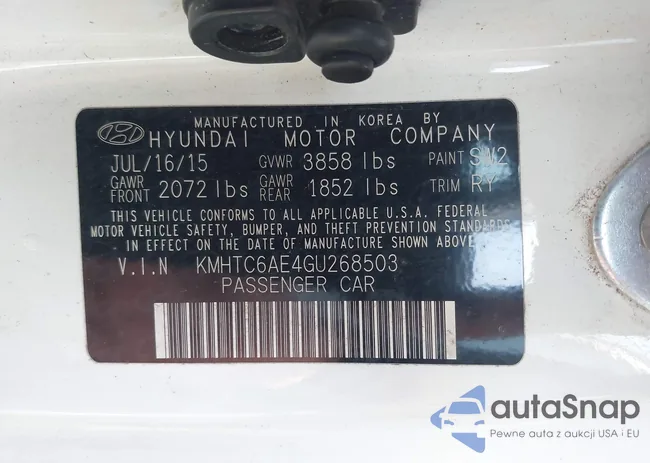 MANUFACTURED IN KOREA BY
HYUNDAI MOTOR COMPANY
JUL/16/15 GVWR 3858 lbs PAINT SW2
GAWR FRONT 2072 lbs GAWR REAR 1852 lbs TRIM RY
THIS VEHICLE CONFORMS TO ALL APPLICABLE U.S.A. FEDERAL
MOTOR VEHICLE SAFETY, BUMPER, AND THEFT PREVENTION STANDARDS
IN EFFECT ON THE DATE OF MANUFACTURE SHOWN ABOVE.
V.I.N KMHTC6AE4GU268503
PASSENGER CAR
autaSnap
Pewne auta z aukcji USA i EU